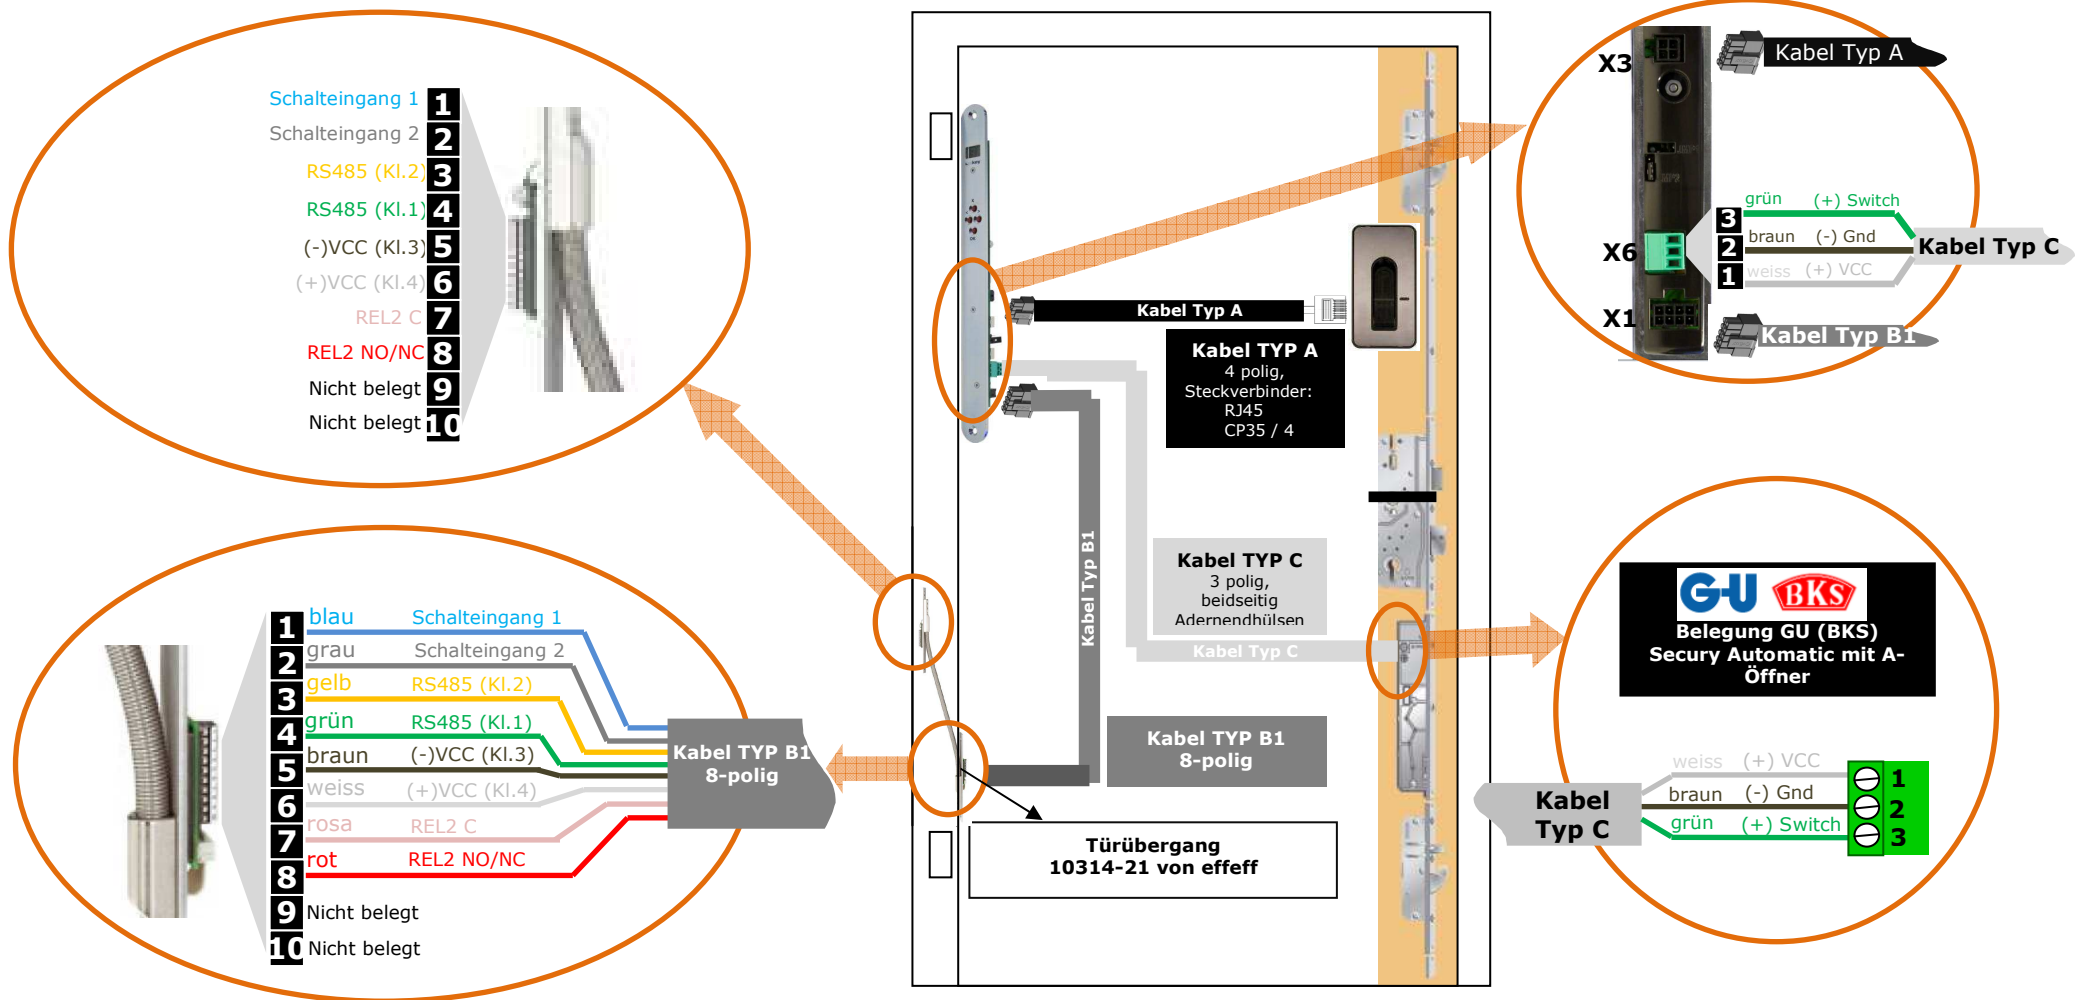 Schalteingang 1 1
Schalteingang 2 2
RS485 (Kl.2) 3
RS485 (Kl.1) 4
(-)VCC (Kl.3) 5
(+)VCC (Kl.4) 6
REL2 C 7
REL2 NO/NC 8
Nicht belegt 9
Nicht belegt 10
1 blau Schalteingang 1
2 grau Schalteingang 2
3 gelb RS485 (Kl.2)
4 grün RS485 (Kl.1)
5 braun (-)VCC (Kl.3)
6 weiss (+)VCC (Kl.4)
7 rosa REL2 C
8 rot REL2 NO/NC
9 Nicht belegt
10 Nicht belegt
Kabel TYP B1
8-polig
Kabel Typ A
Kabel TYP A
4 polig,
Steckverbinder:
RJ45
CP35 / 4
Kabel Typ B1
Kabel TYP C
3 polig,
beidseitig
Adernendhülsen
Kabel Typ C
Kabel TYP B1
8-polig
Türübergang
10314-21 von effeff
X3
Kabel Typ A
X6
3 grün (+) Switch
2 braun (-) Gnd
1 weiss (+) VCC
Kabel Typ C
X1
Kabel Typ B1
G-U BKS
Belegung GU (BKS)
Secury Automatic mit A-
Öffner
Kabel
Typ C
weiss (+) VCC 1
braun (-) Gnd 2
grün (+) Switch 3